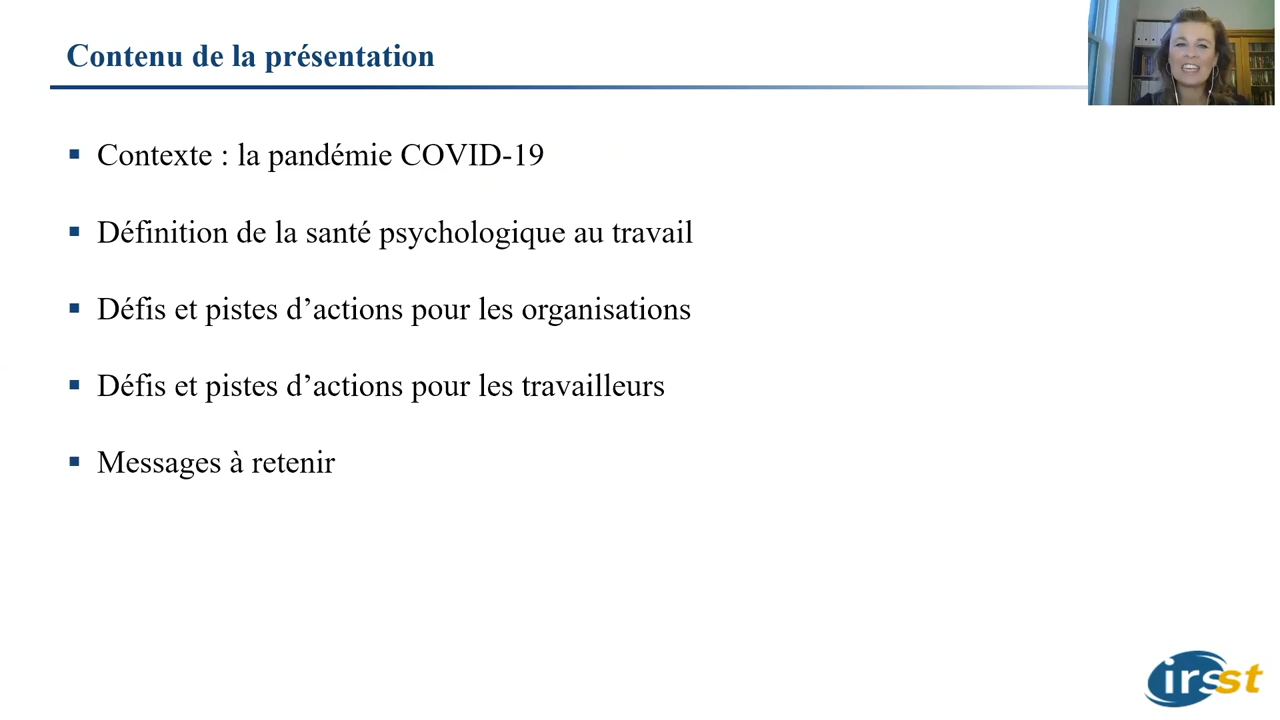 Contenu de la présentation
Contexte : la pandémie COVID-19
Définition de la santé psychologique au travail
Défis et pistes d’actions pour les organisations
Défis et pistes d’actions pour les travailleurs
Messages à retenir
irsst